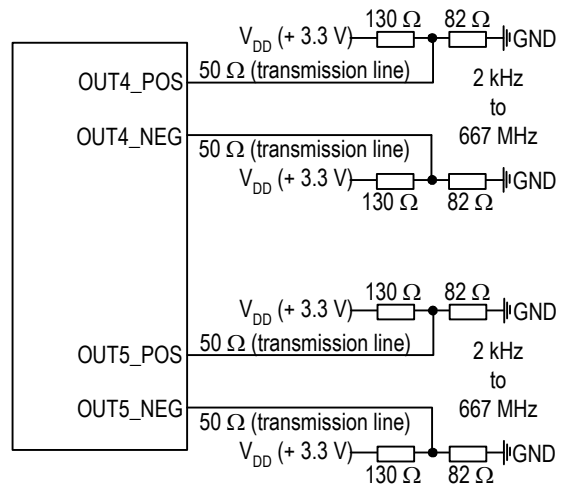 130 Ω 82 Ω
V_DD (+ 3.3 V) GND
OUT4_POS 50 Ω (transmission line) 2 kHz
to
OUT4_NEG 667 MHz
50 Ω (transmission line)
V_DD (+ 3.3 V) GND
130 Ω 82 Ω
130 Ω 82 Ω
V_DD (+ 3.3 V) GND
OUT5_POS 50 Ω (transmission line) 2 kHz
to
OUT5_NEG 667 MHz
50 Ω (transmission line)
V_DD (+ 3.3 V) GND
130 Ω 82 Ω